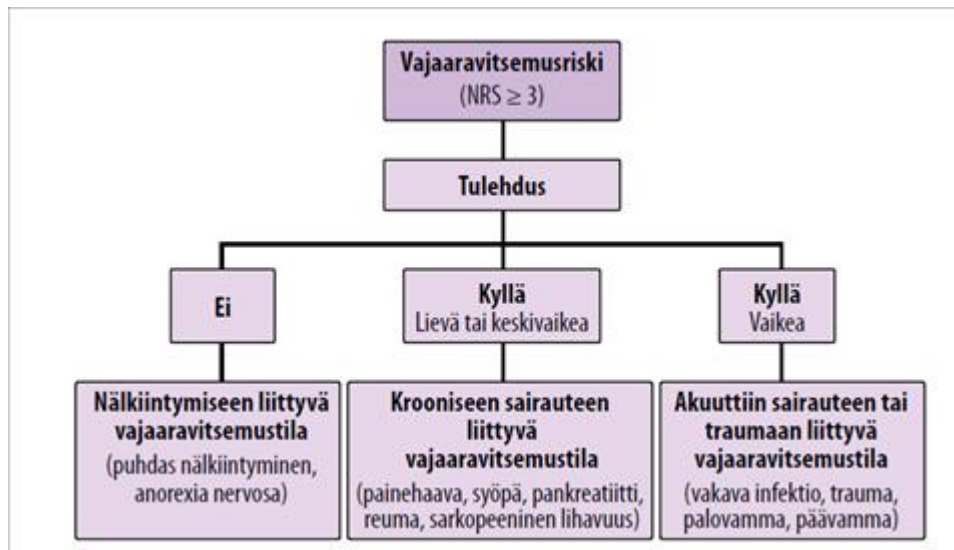 Vajaaravitsemusriski
(NRS ≥ 3)
Tulehdus
Ei
Kyllä
Lievä tai keskivaikea
Kyllä
Vaikea
Nälkiintymiseen liittyvä
vajaaravitsemustila
(puhdas nälkiintyminen,
anorexia nervosa)
Krooniseen sairauteen
liittyvä
vajaaravitsemustila
(painehaava, syöpä, pankreatiitti,
reuma, sarkopeeninen lihavuus)
Akuuttiin sairauteen tai
traumaan liittyvä
vajaaravitsemustila
(vakava infektio, trauma,
palovamma, päävamma)